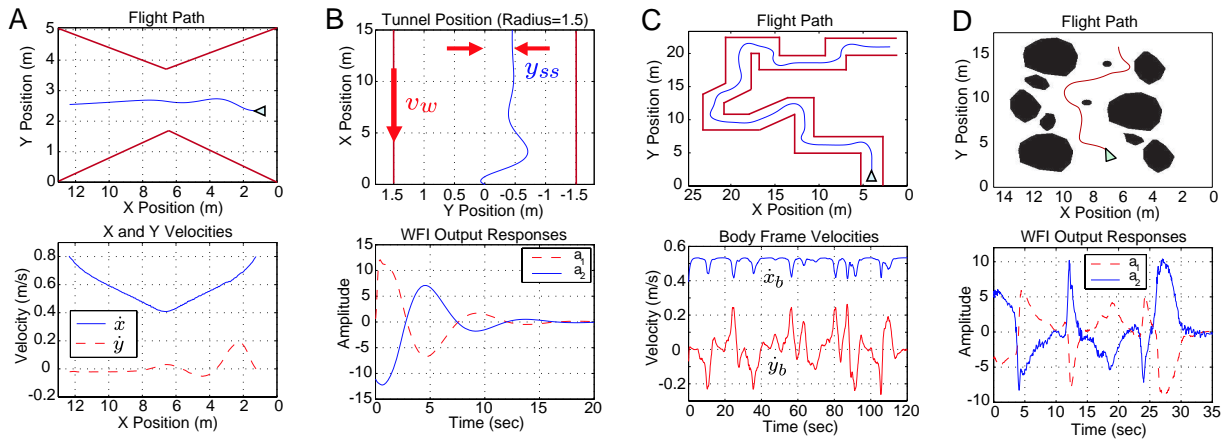 A
Flight Path
Y Position (m)
5
4
3
2
1
0
12 10 8 6 4 2 0
X Position (m)
X and Y Velocities
Velocity (m/s)
0.8
0.6
0.4
0.2
0
-0.2
ẋ
ẏ
13 12 10 8 6 4 2 0
X Position (m)
B
Tunnel Position (Radius=1.5)
X Position (m)
15
10
5
0
v_w
y_ss
1.5 1 0.5 0 -0.5 -1 -1.5
Y Position (m)
WFI Output Responses
Amplitude
15
10
5
0
-5
-10
-15
a_1
a_2
0 5 10 15 20
Time (sec)
C
Flight Path
Y Position (m)
20
15
10
5
0
25 20 15 10 5 0
X Position (m)
Body Frame Velocities
Velocity (m/s)
0.6
0.4
0.2
0
-0.2
ẋ_b
ẏ_b
0 20 40 60 80 100 120
Time (sec)
D
Flight Path
Y Position (m)
15
10
5
0
14 12 10 8 6 4 2 0
X Position (m)
WFI Output Responses
Amplitude
10
5
0
-5
-10
a_1
a_2
0 5 10 15 20 25 30 35
Time (sec)